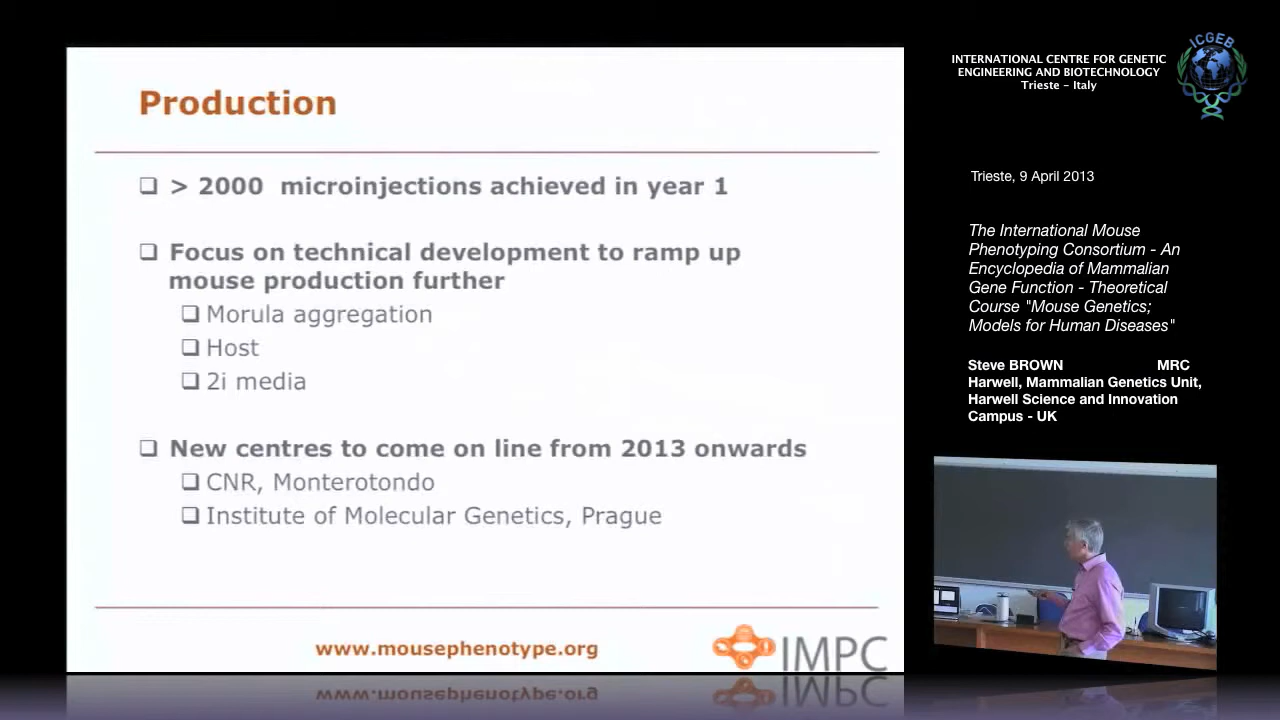 Production
❑ > 2000 microinjections achieved in year 1
❑ Focus on technical development to ramp up
mouse production further
❑ Morula aggregation
❑ Host
❑ 2i media
❑ New centres to come on line from 2013 onwards
❑ CNR, Monterotondo
❑ Institute of Molecular Genetics, Prague
www.mousephenotype.org
IMPC
INTERNATIONAL CENTRE FOR GENETIC
ENGINEERING AND BIOTECHNOLOGY
Trieste - Italy
ICGEB
Trieste, 9 April 2013
The International Mouse
Phenotyping Consortium - An
Encyclopedia of Mammalian
Gene Function - Theoretical
Course "Mouse Genetics;
Models for Human Diseases"
Steve BROWN MRC
Harwell, Mammalian Genetics Unit,
Harwell Science and Innovation
Campus - UK